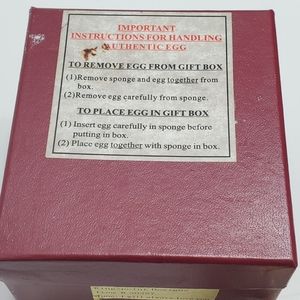 IMPORTANT
INSTRUCTIONS FOR HANDLING
AUTHENTIC EGG
TO REMOVE EGG FROM GIFT BOX
(1)Remove sponge and egg together from
box.
(2)Remove egg carefully from sponge.
TO PLACE EGG IN GIFT BOX
(1) Insert egg carefully in sponge before
putting in box.
(2) Place egg together with sponge in box.